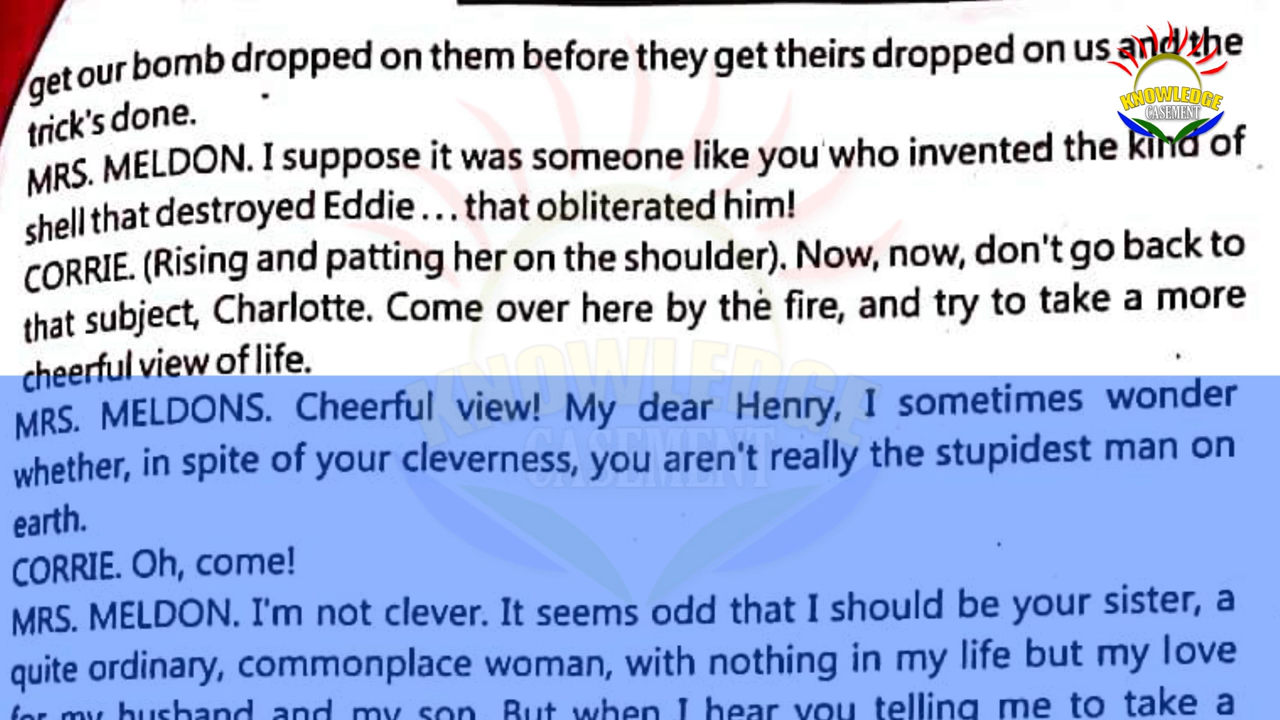 get our bomb dropped on them before they get theirs dropped on us and the
trick's done.
MRS. MELDON. I suppose it was someone like you who invented the kind of
shell that destroyed Eddie... that obliterated him!
CORRIE. (Rising and patting her on the shoulder). Now, now, don't go back to
that subject, Charlotte. Come over here by the fire, and try to take a more
cheerful view of life.
MRS. MELDONS. Cheerful view! My dear Henry, I sometimes wonder
whether, in spite of your cleverness, you aren't really the stupidest man on
earth.
CORRIE. Oh, come!
MRS. MELDON. I'm not clever. It seems odd that I should be your sister, a
quite ordinary, commonplace woman, with nothing in my life but my love
for my husband and my son. But when I hear you telling me to take a
KNOWLEDGE
CASEMENT
KNOWLEDGE
CASEMENT